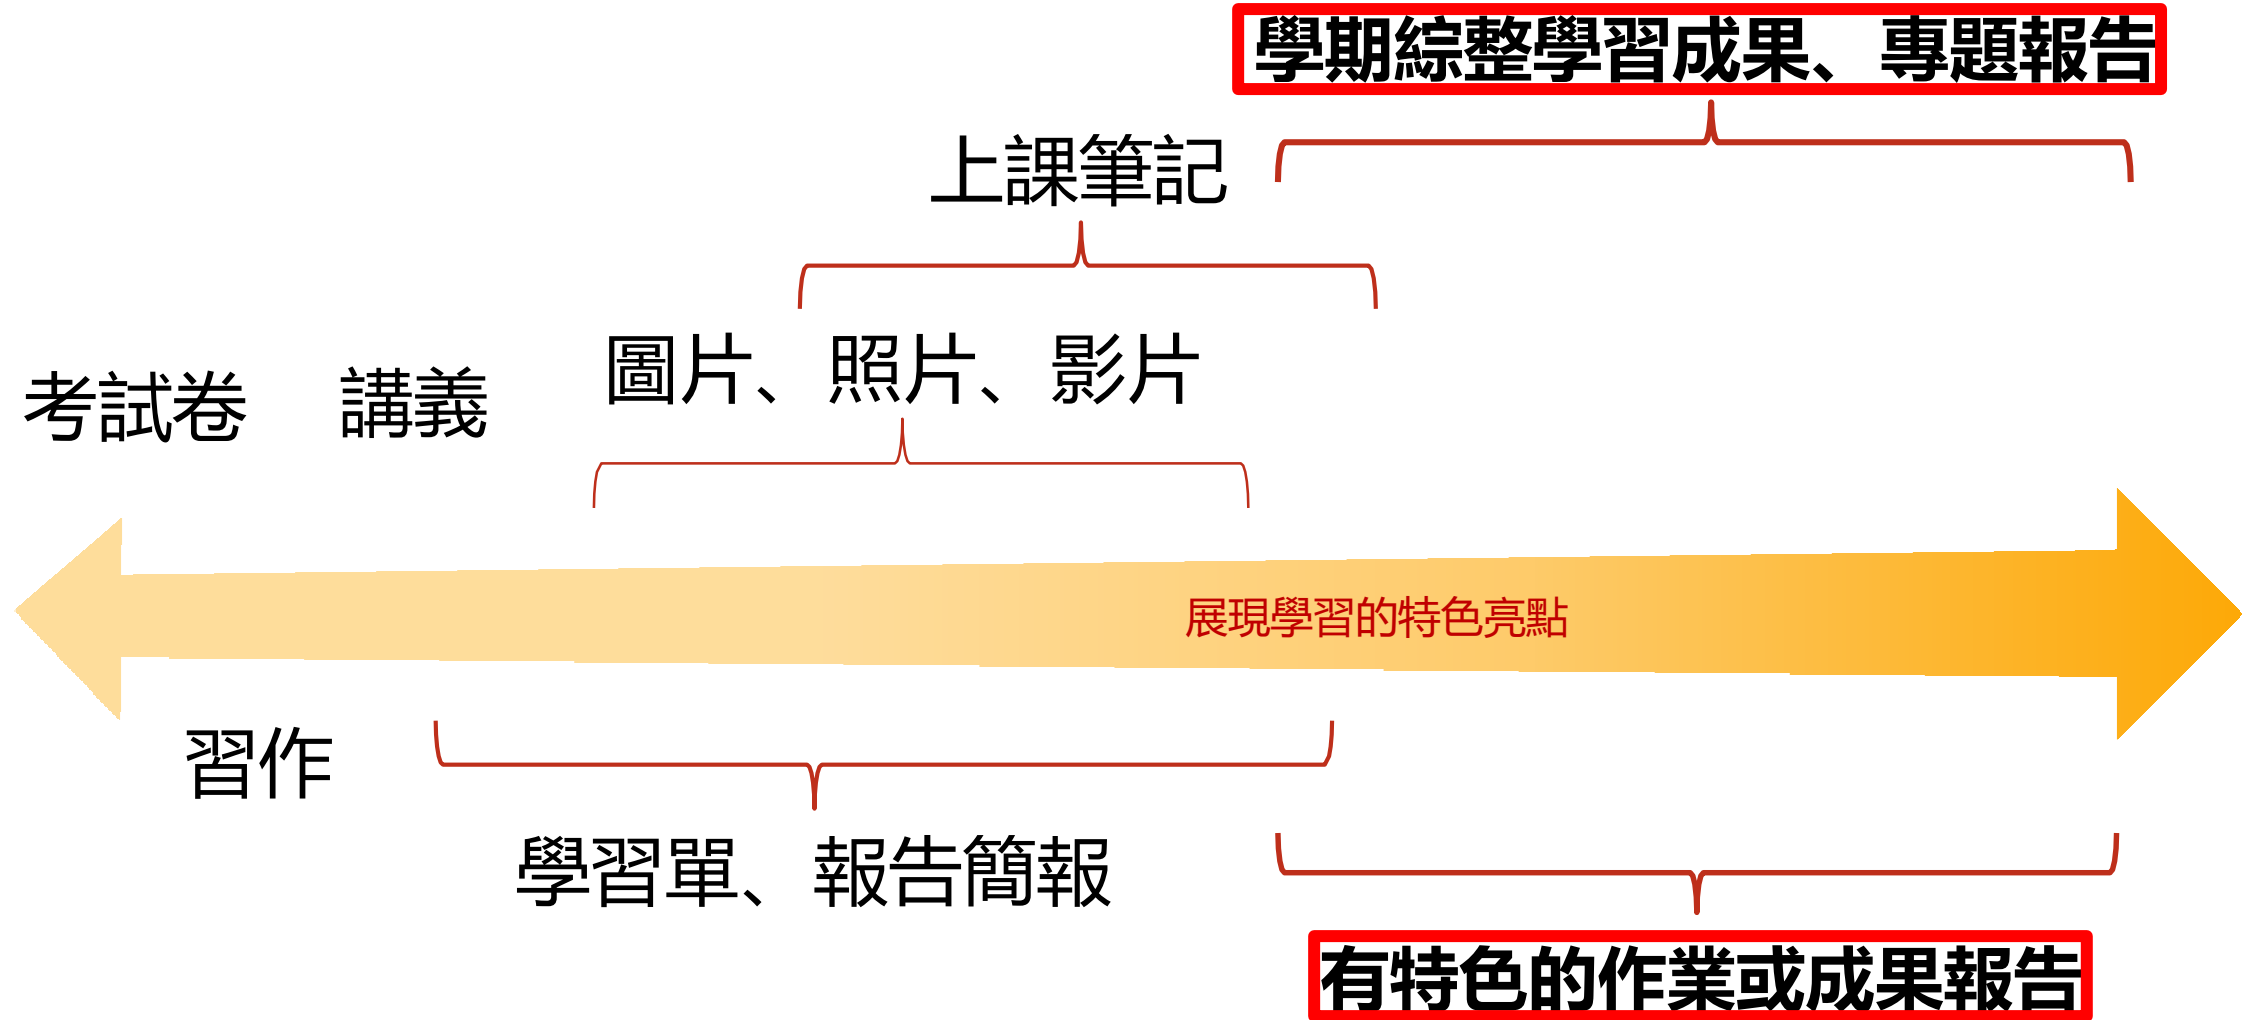 學期綜整學習成果、專題報告
上課筆記
圖片、照片、影片
考試卷
講義
展現學習的特色亮點
習作
學習單、報告簡報
有特色的作業或成果報告